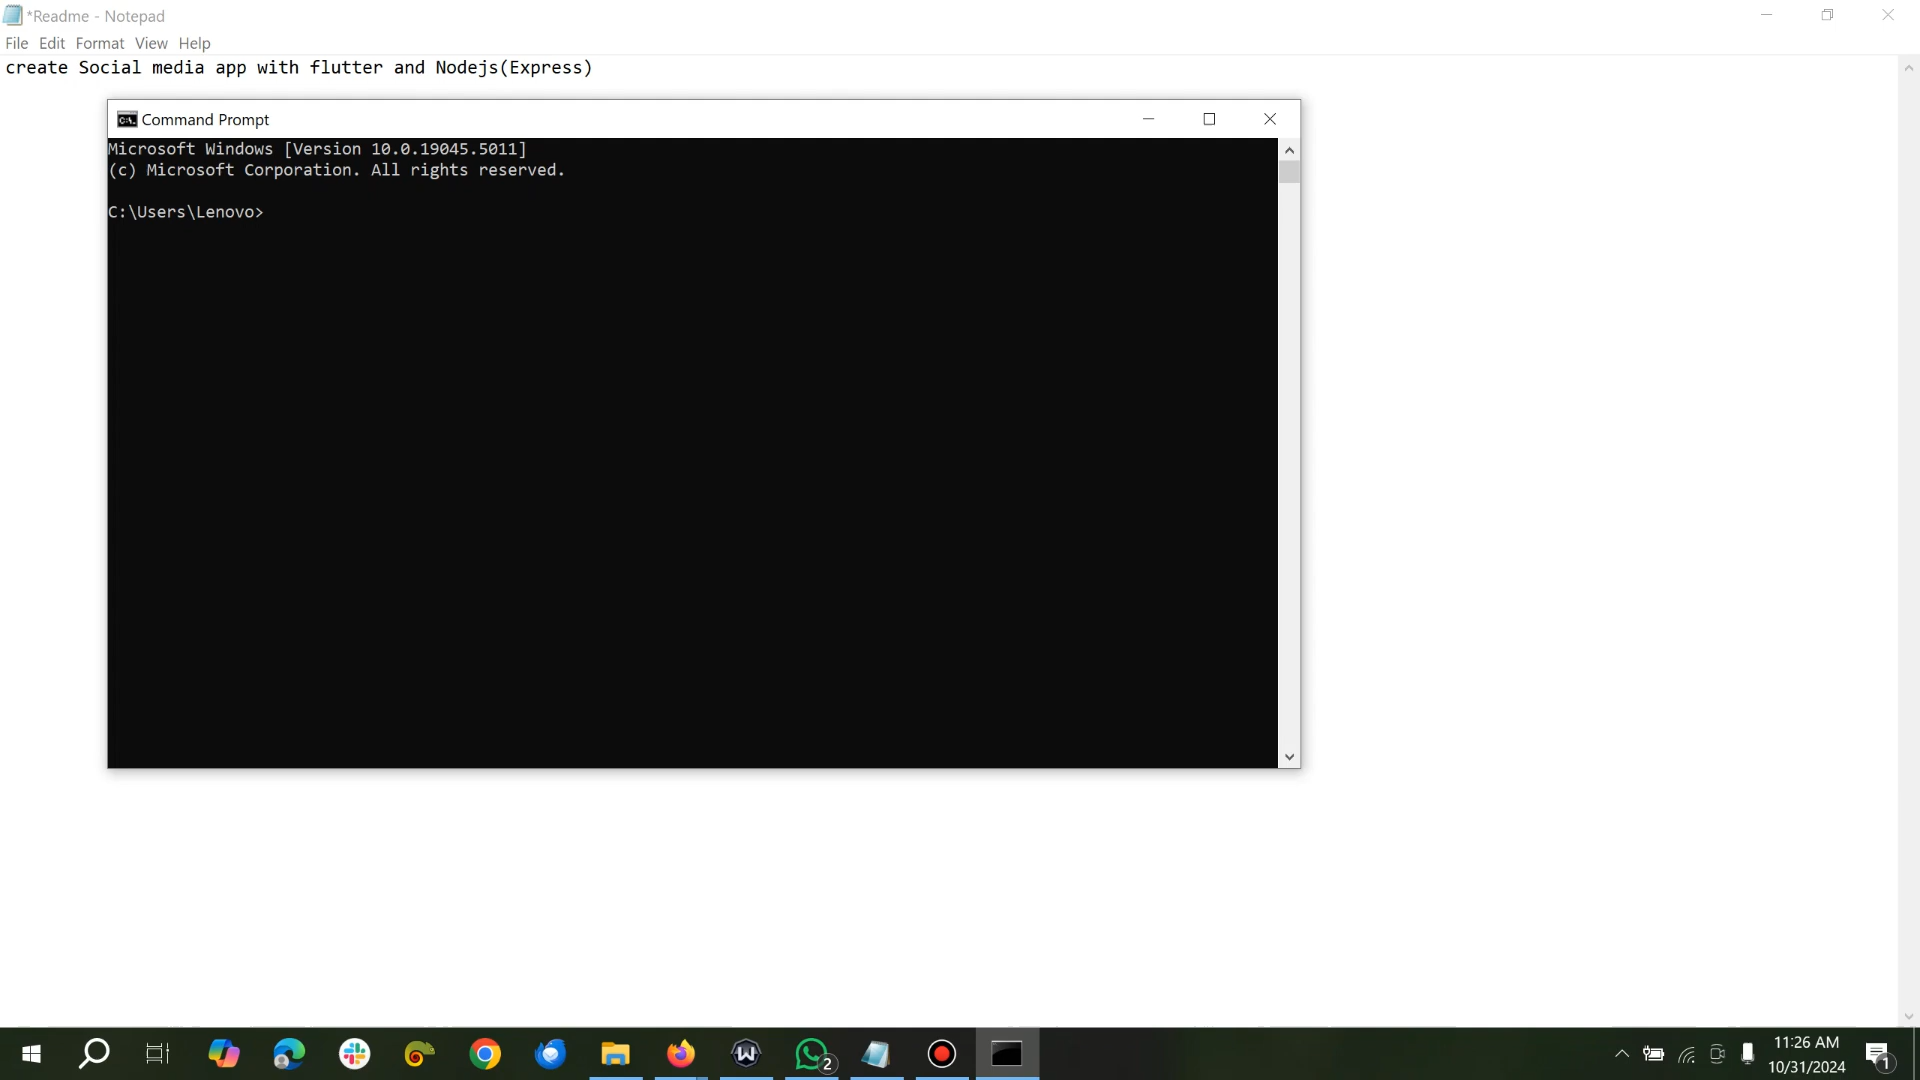 *Readme - Notepad
File Edit Format View Help
create Social media app with flutter and Nodejs(Express)
Command Prompt
Microsoft Windows [Version 10.0.19045.5011]
(c) Microsoft Corporation. All rights reserved.
C:\Users\Lenovo>
2
11:26 AM
10/31/2024
1